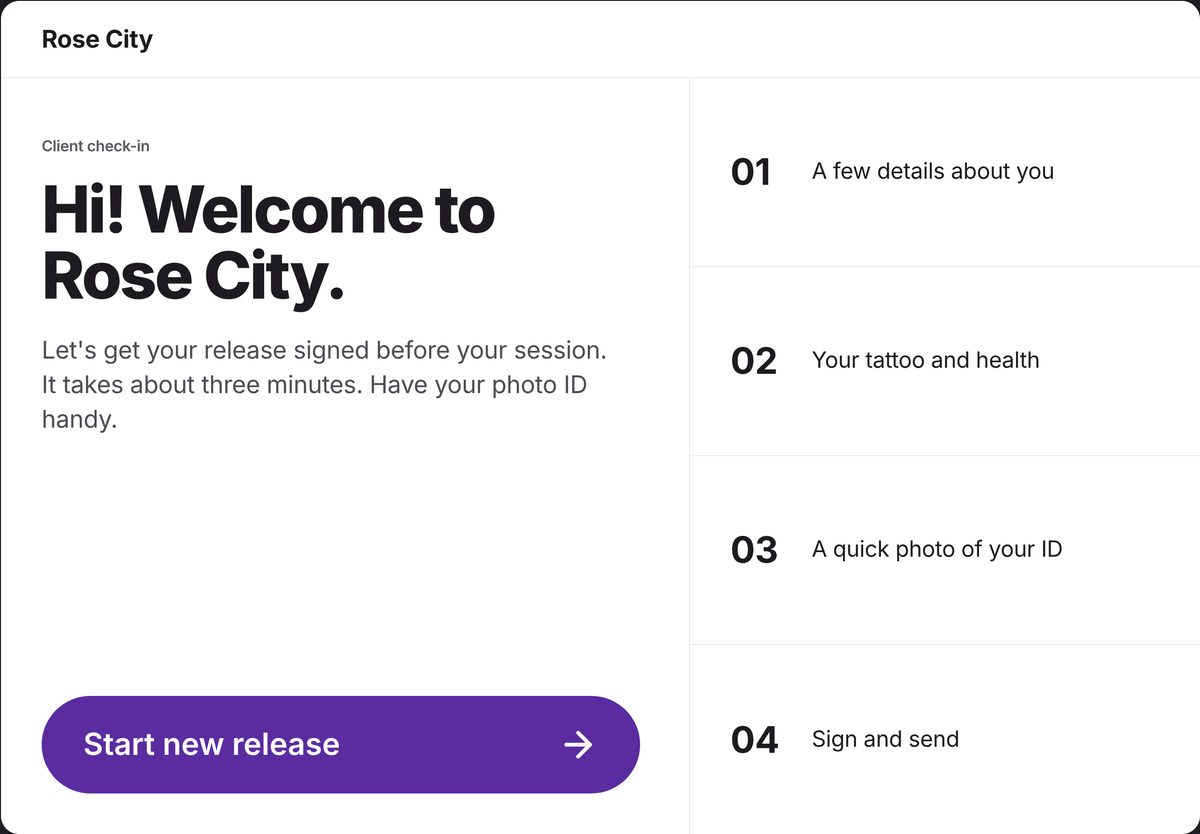 Rose City
Client check-in
Hi! Welcome to
Rose City.
Let's get your release signed before your session.
It takes about three minutes. Have your photo ID
handy.
Start new release
01 A few details about you
02 Your tattoo and health
03 A quick photo of your ID
04 Sign and send